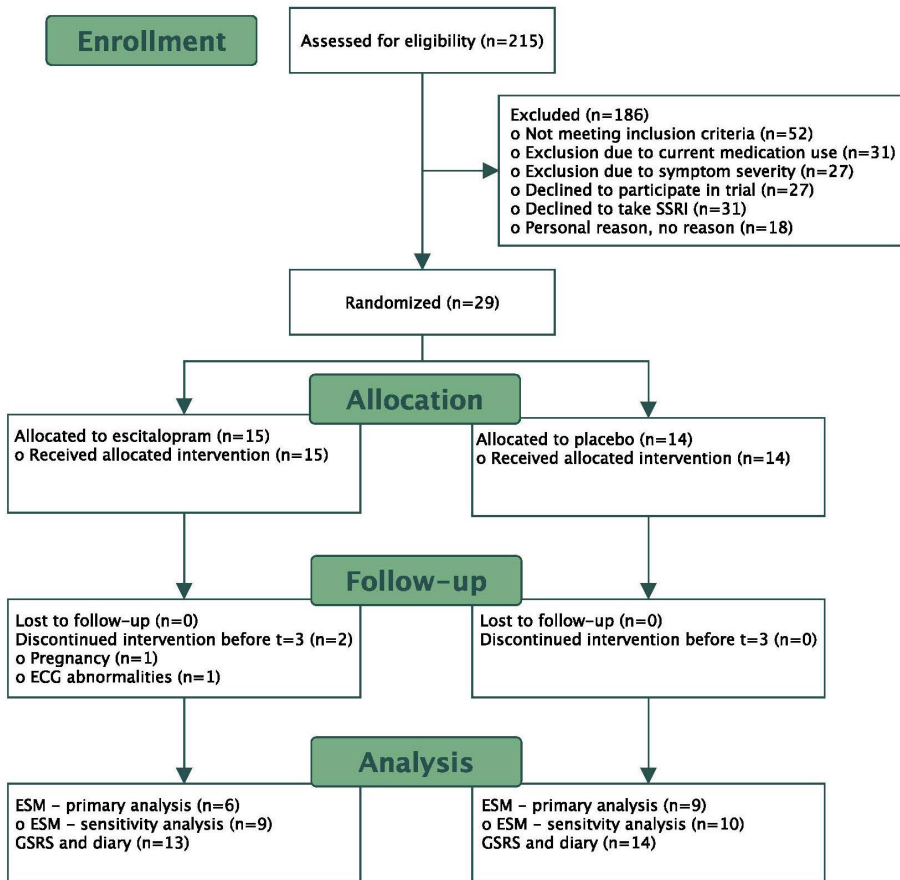 Enrollment
Assessed for eligibility (n=215)
Excluded (n=186)
o Not meeting inclusion criteria (n=52)
o Exclusion due to current medication use (n=31)
o Exclusion due to symptom severity (n=27)
o Declined to participate in trial (n=27)
o Declined to take SSRI (n=31)
o Personal reason, no reason (n=18)
Randomized (n=29)
Allocation
Allocated to escitalopram (n=15)
o Received allocated intervention (n=15)
Allocated to placebo (n=14)
o Received allocated intervention (n=14)
Follow-up
Lost to follow-up (n=0)
Discontinued intervention before t=3 (n=2)
o Pregnancy (n=1)
o ECG abnormalities (n=1)
Lost to follow-up (n=0)
Discontinued intervention before t=3 (n=0)
Analysis
ESM – primary analysis (n=6)
o ESM – sensitivity analysis (n=9)
GSRS and diary (n=13)
ESM – primary analysis (n=9)
o ESM – sensitvity analysis (n=10)
GSRS and diary (n=14)